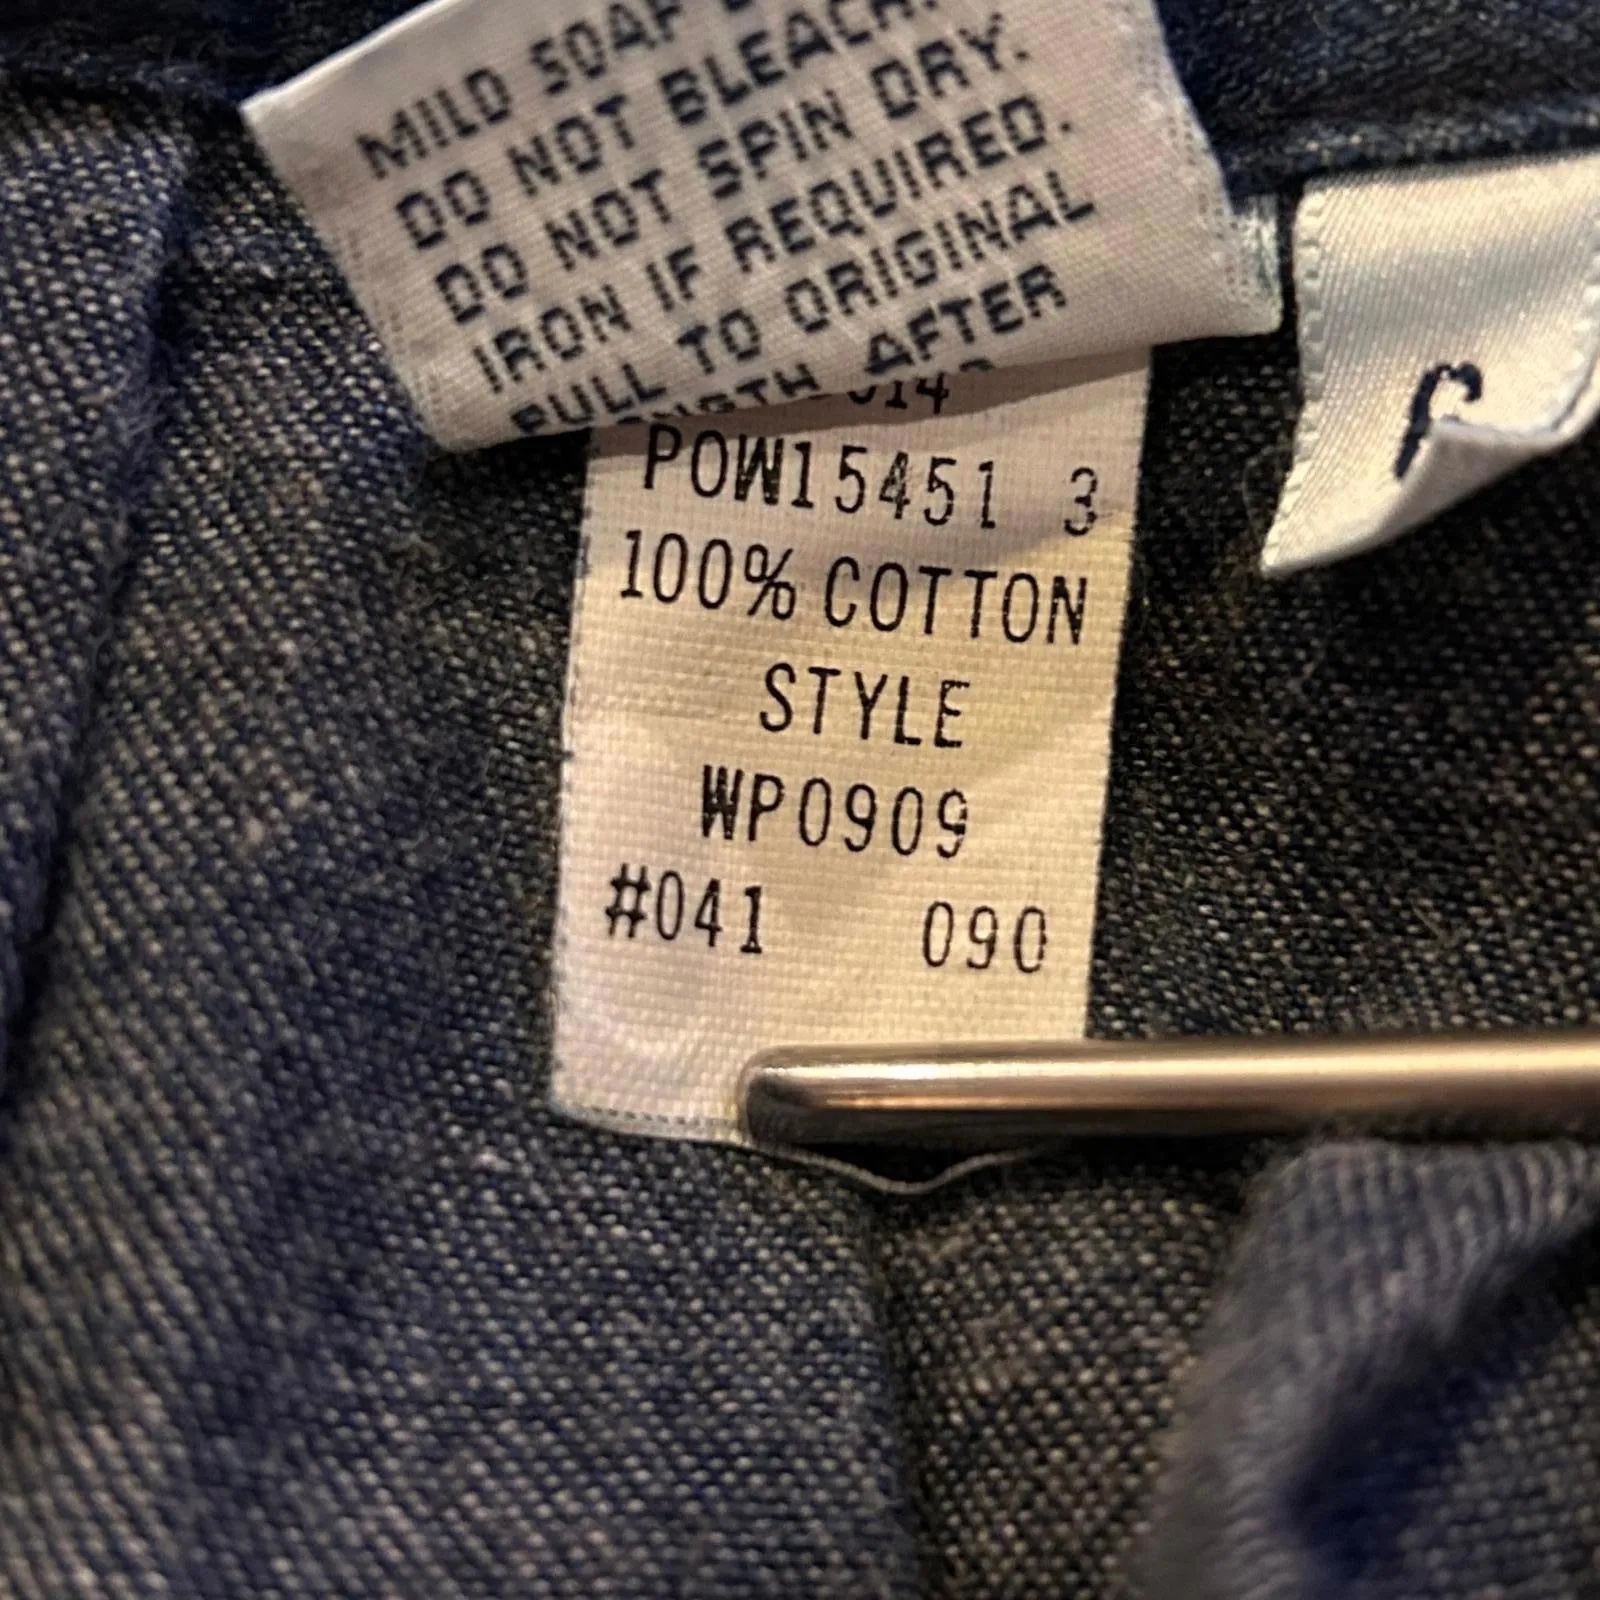 MILD SOAP
DO NOT BLEACH.
DO NOT SPIN DRY.
IRON IF REQUIRED.
PULL TO ORIGINAL
AFTER
POW15451 3
100% COTTON
STYLE
WP0909
#041 090